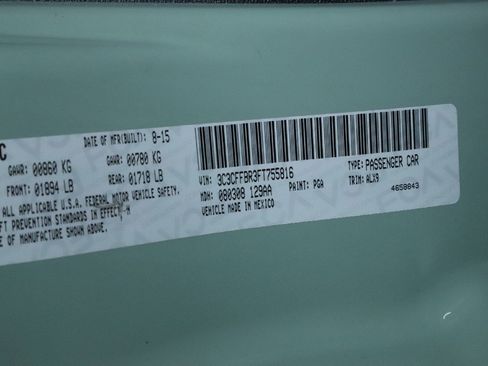 C
DATE OF MFR(BUILT): 8-15
GAWR: 00860 KG
GAWR: 00780 KG
FRONT: 01894 LB
REAR: 01718 LB
ALL APPLICABLE U.S.A. FEDERAL MOTOR VEHICLE SAFETY,
FT PREVENTION STANDARDS IN EFFECT
E OF MANUFACTURE SHOWN ABOVE.
VIN: 3C3CFFBR3FT755816
TYPE: PASSENGER CAR
MDH: 080308 129AA
PAINT: PGA
TRIM: ALX9
VEHICLE MADE IN MEXICO
4658843